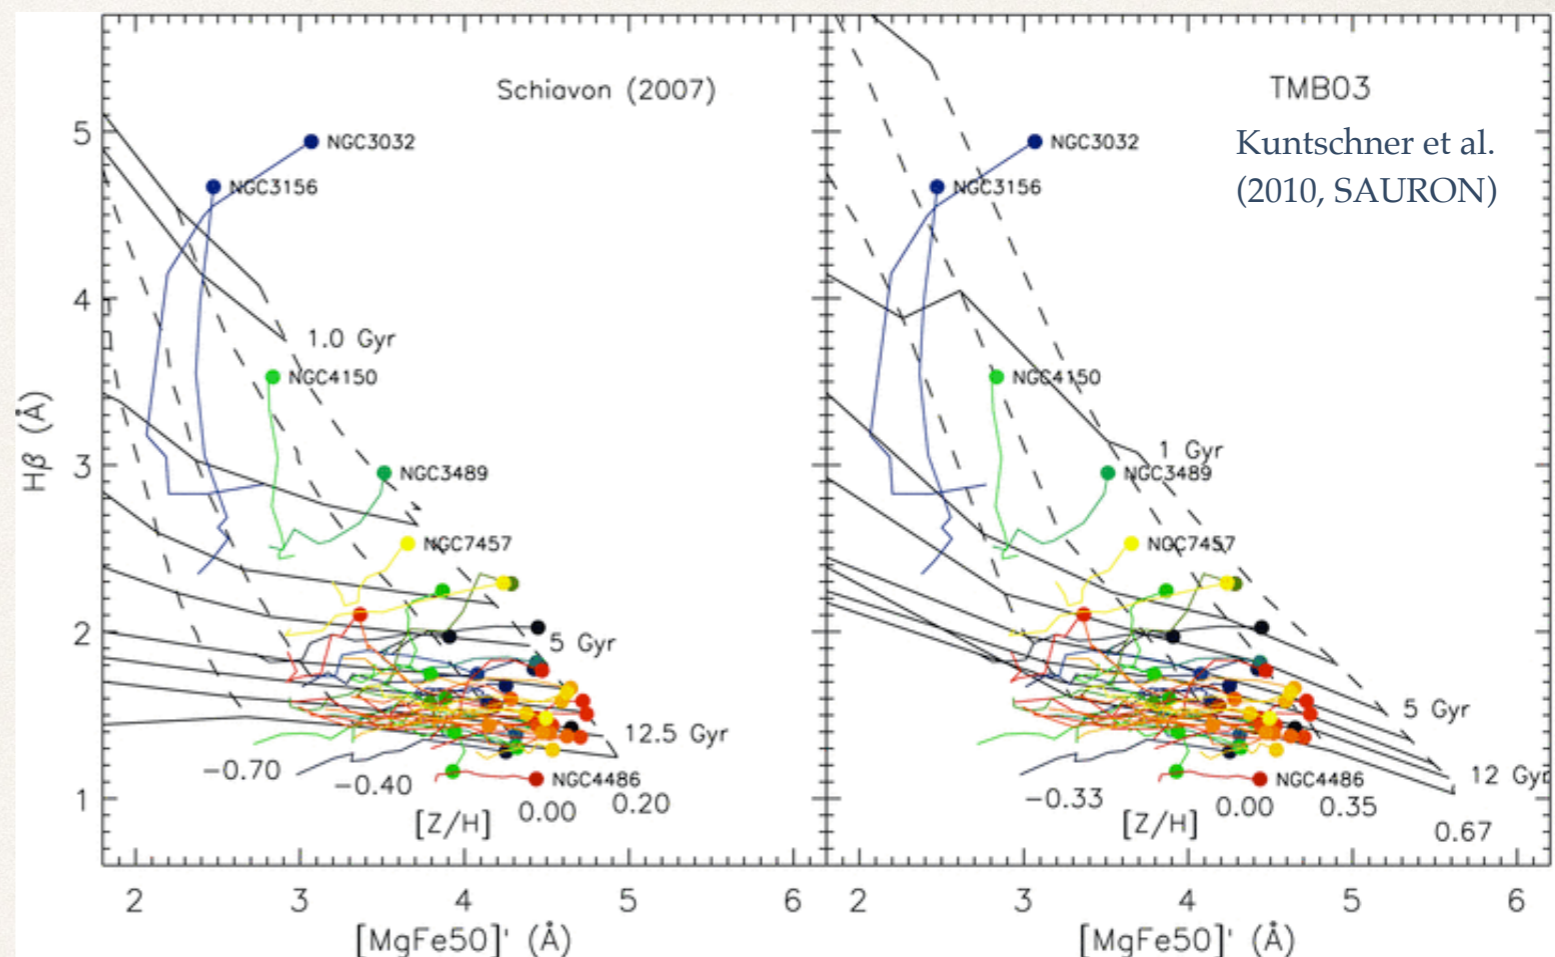 Schiavon (2007)
5
NGC3032
NGC3156
4
1.0 Gyr
NGC4150
3
NGC3489
NGC7457
2
5 Gyr
12.5 Gyr
−0.70
−0.40
NGC4486
0.20
0.00
[Z/H]
1
Hβ (Å)
2
3
4
5
6
[MgFe50]' (Å)
TMB03
Kuntschner et al.
(2010, SAURON)
NGC3032
NGC3156
NGC4150
1 Gyr
NGC3489
NGC7457
5 Gyr
12 Gyr
NGC4486
−0.33
0.00
0.35
[Z/H]
0.67
2
3
4
5
6
[MgFe50]' (Å)